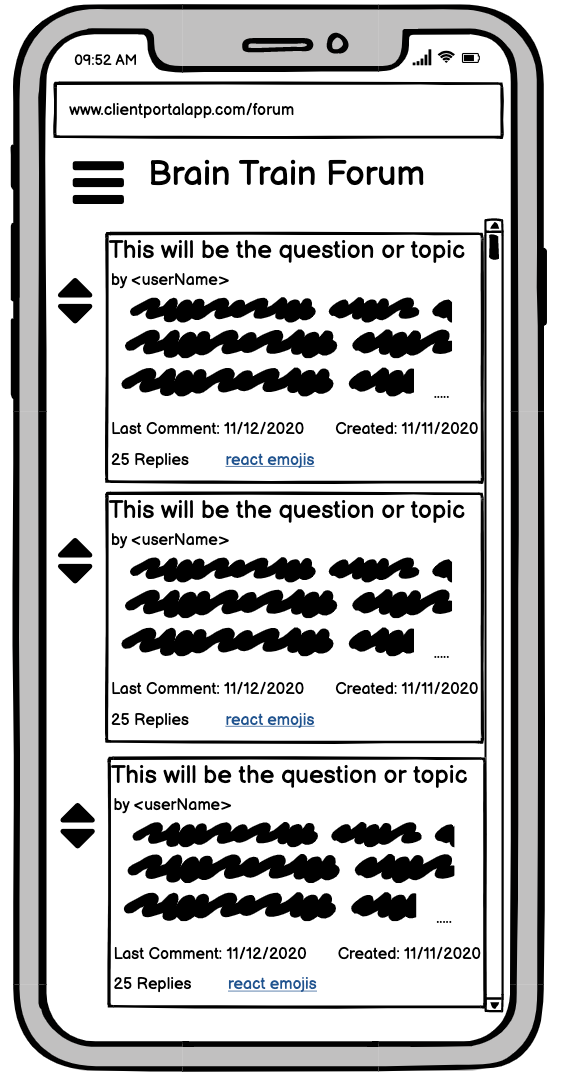 09:52 AM
www.clientportalapp.com/forum
Brain Train Forum
This will be the question or topic
by <userName>
.....
Last Comment: 11/12/2020 Created: 11/11/2020
25 Replies react emojis
This will be the question or topic
by <userName>
.....
Last Comment: 11/12/2020 Created: 11/11/2020
25 Replies react emojis
This will be the question or topic
by <userName>
.....
Last Comment: 11/12/2020 Created: 11/11/2020
25 Replies react emojis